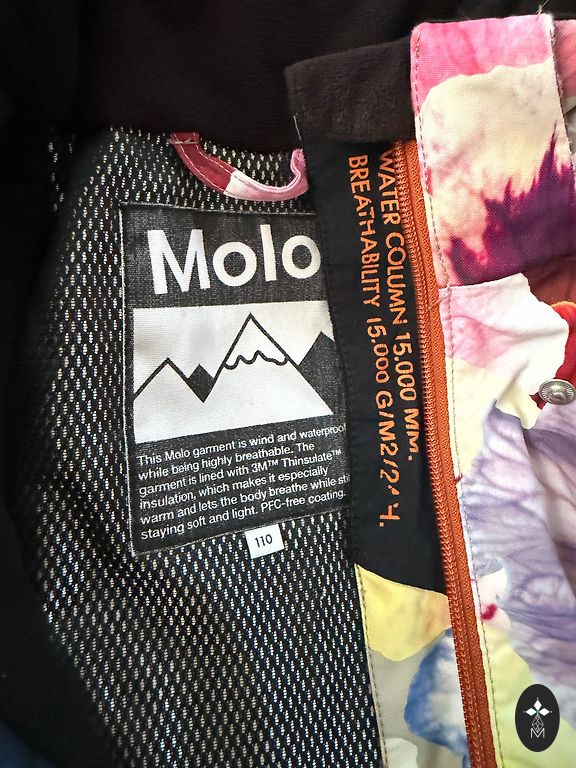 Molo
This Molo garment is wind and waterproof
while being highly breathable. The
garment is lined with 3M™ Thinsulate™
insulation, which makes it especially
warm and lets the body breathe while
staying soft and light. PFC-free coating.
110
WATER COLUMN 15.000 MM.
BREATHABILITY 15.000 G/M2/24 H.
M